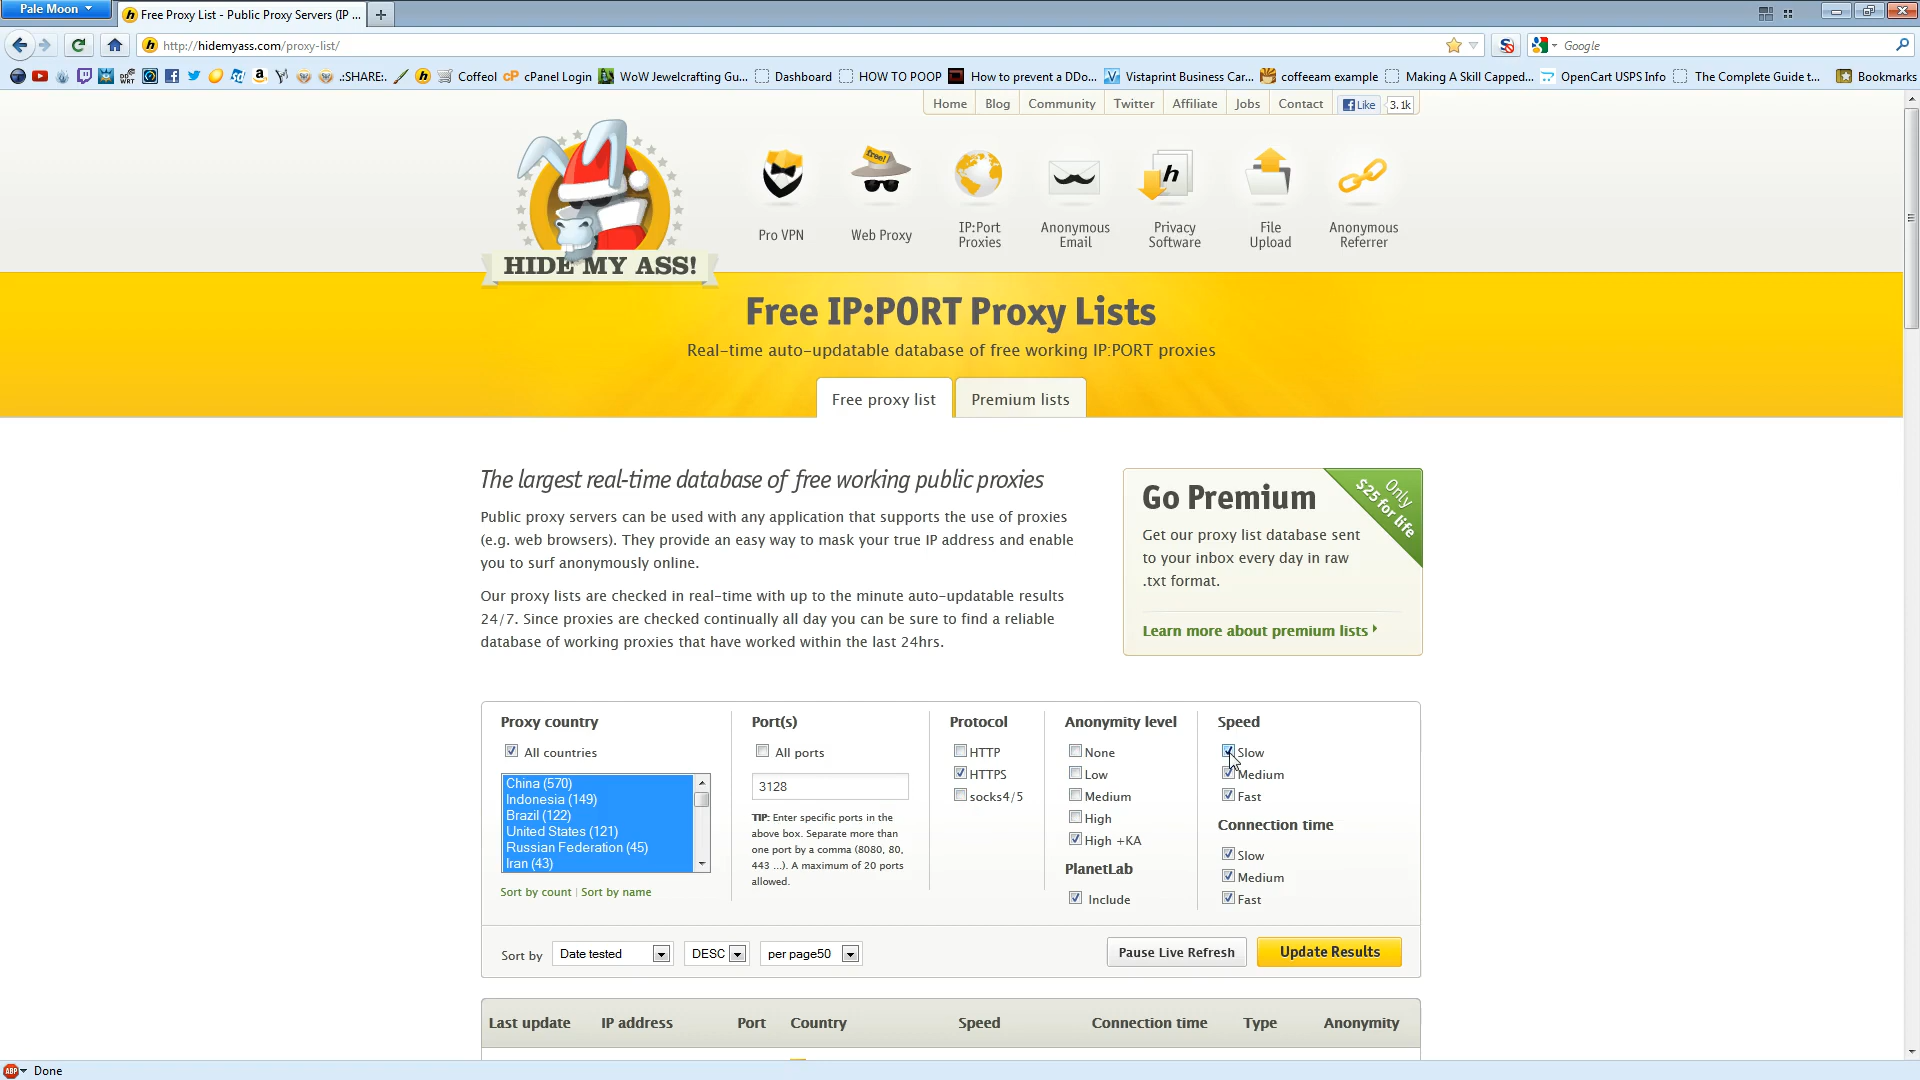 Pale Moon
Free Proxy List - Public Proxy Servers (IP ...
http://hidemyass.com/proxy-list/
Google
.:SHARE:.
Coffeol
cPanel Login
WoW Jewelcrafting Gu...
Dashboard
HOW TO POOP
How to prevent a DDo...
Vistaprint Business Car...
coffeeam example
Making A Skill Capped...
OpenCart USPS Info
The Complete Guide t...
Bookmarks
Home
Blog
Community
Twitter
Affiliate
Jobs
Contact
Like
3.1k
HIDE MY ASS!
free!
h
Pro VPN
Web Proxy
IP:Port
Proxies
Anonymous
Email
Privacy
Software
File
Upload
Anonymous
Referrer
Free IP:PORT Proxy Lists
Real-time auto-updatable database of free working IP:PORT proxies
Free proxy list
Premium lists
The largest real-time database of free working public proxies
Public proxy servers can be used with any application that supports the use of proxies
(e.g. web browsers). They provide an easy way to mask your true IP address and enable
you to surf anonymously online.
Our proxy lists are checked in real-time with up to the minute auto-updatable results
24/7. Since proxies are checked continually all day you can be sure to find a reliable
database of working proxies that have worked within the last 24hrs.
Go Premium
Only
$25 for life
Get our proxy list database sent
to your inbox every day in raw
.txt format.
Learn more about premium lists
Proxy country
All countries
China (570)
Indonesia (149)
Brazil (122)
United States (121)
Russian Federation (45)
Iran (43)
Sort by count | Sort by name
Port(s)
All ports
3128
TIP: Enter specific ports in the
above box. Separate more than
one port by a comma (8080, 80,
443 ...). A maximum of 20 ports
allowed.
Protocol
HTTP
HTTPS
socks4/5
Anonymity level
None
Low
Medium
High
High +KA
PlanetLab
Include
Speed
Slow
Medium
Fast
Connection time
Slow
Medium
Fast
Sort by
Date tested
DESC
per page50
Pause Live Refresh
Update Results
Last update
IP address
Port
Country
Speed
Connection time
Type
Anonymity
ABP
Done